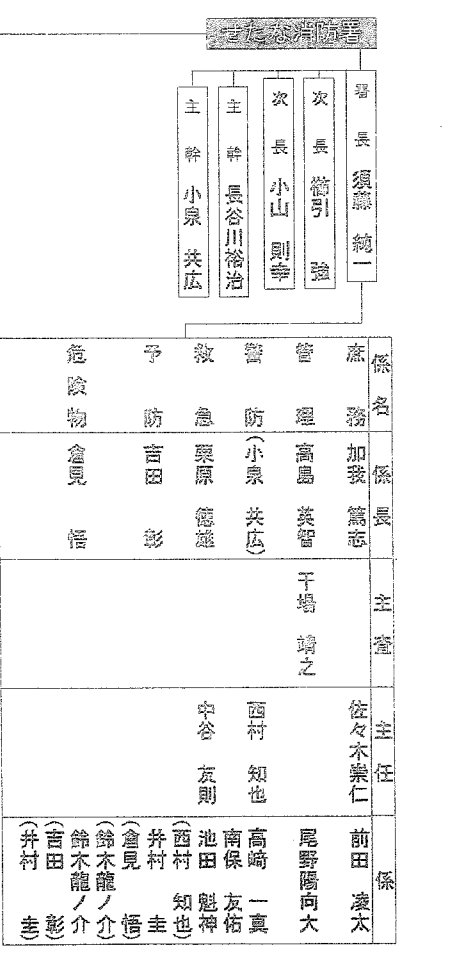 せたな消防署
署長 須藤 純一
次長 櫛引 強
次長 小山 則幸
主幹 長谷川裕治
主幹 小泉 共広
係名
庶務
管理
警防
救急
予防
危険物
係長
加我 篤志
高島 英智
(小泉 共広)
栗原 徳雄
吉田 彰
倉見 悟
主査
干場 靖之
主任
佐々木崇仁
西村 知也
中谷 友則
係
前田 凌太
尾野陽向大
高崎 一真
南保 友佑
池田 魁神
(西村 知也)
井村 圭
(倉見 悟)
(鈴木龍ノ介)
鈴木龍ノ介
(吉田 彰)
(井村 圭)